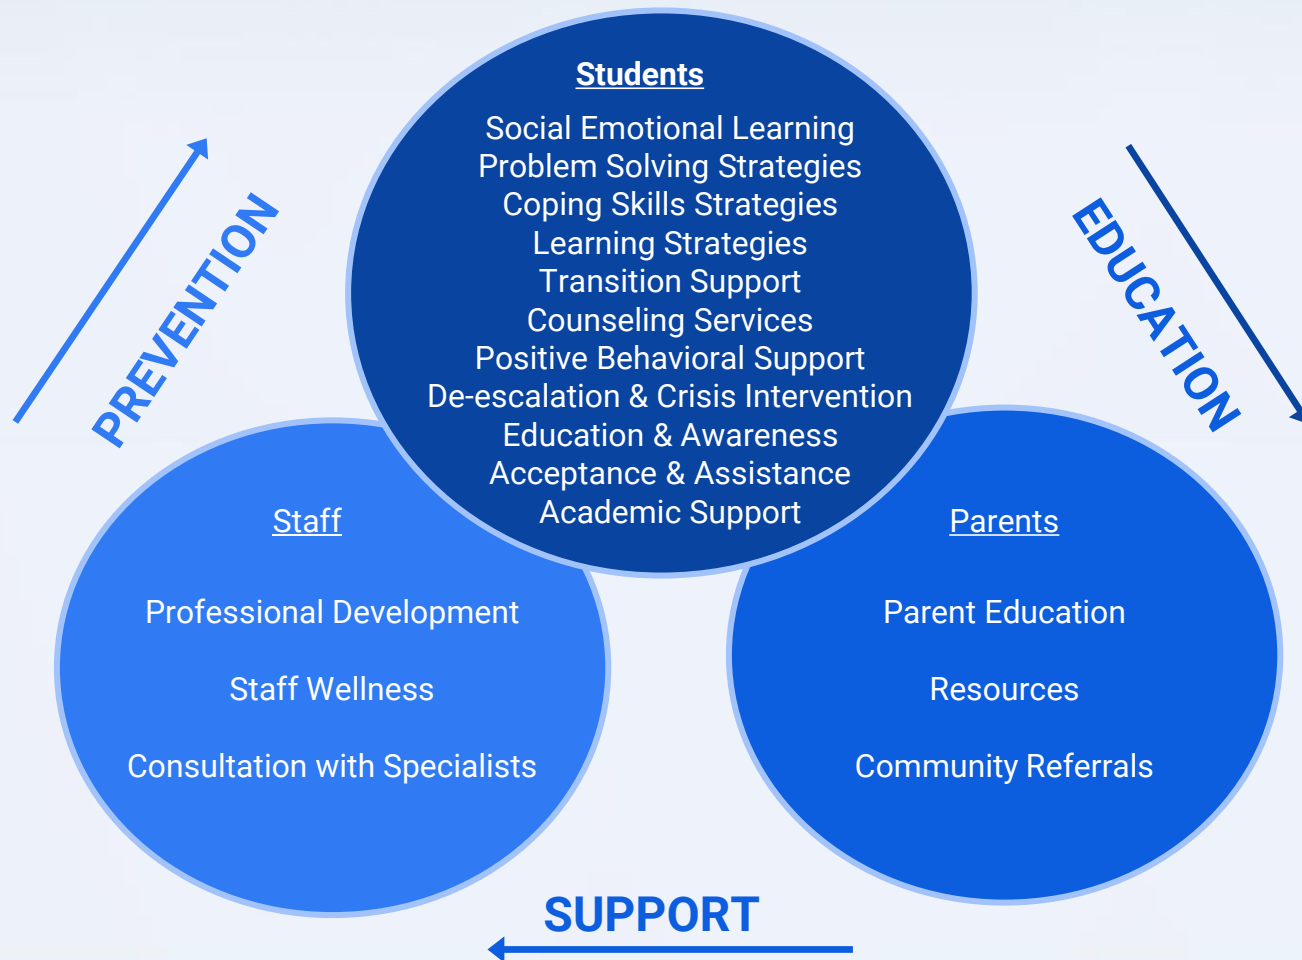 Students
Social Emotional Learning
Problem Solving Strategies
Coping Skills Strategies
Learning Strategies
Transition Support
Counseling Services
Positive Behavioral Support
De-escalation & Crisis Intervention
Education & Awareness
Acceptance & Assistance
Academic Support
PREVENTION
EDUCATION
Staff
Professional Development
Staff Wellness
Consultation with Specialists
Parents
Parent Education
Resources
Community Referrals
SUPPORT